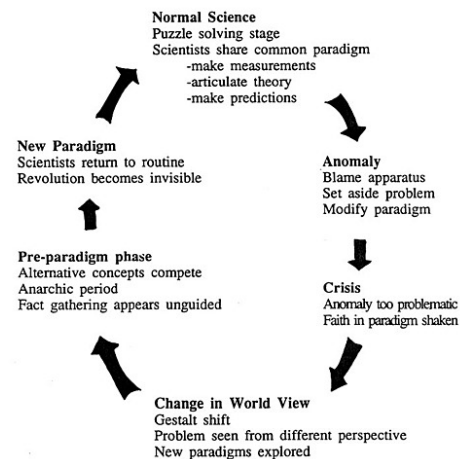 Normal Science
Puzzle solving stage
Scientists share common paradigm
-make measurements
-articulate theory
-make predictions
Anomaly
Blame apparatus
Set aside problem
Modify paradigm
Crisis
Anomaly too problematic
Faith in paradigm shaken
Change in World View
Gestalt shift
Problem seen from different perspective
New paradigms explored
Pre-paradigm phase
Alternative concepts compete
Anarchic period
Fact gathering appears unguided
New Paradigm
Scientists return to routine
Revolution becomes invisible